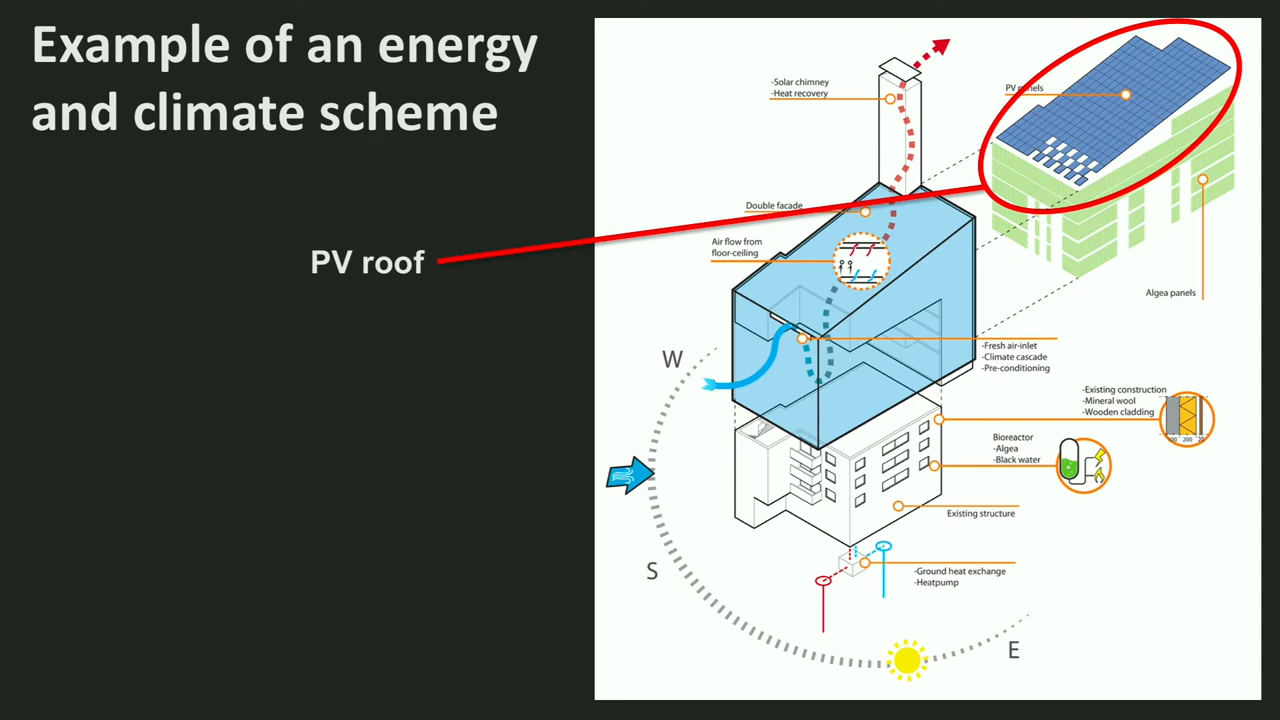 Example of an energy
and climate scheme
PV roof
-Solar chimney
-Heat recovery
PV panels
Double facade
Air flow from
floor-ceiling
Algea panels
-Fresh air-inlet
-Climate cascade
-Pre-conditioning
W
-Existing construction
-Mineral wool
-Wooden cladding
200
20
Bioreactor
-Algea
-Black water
Existing structure
-Ground heat exchange
-Heatpump
S
E